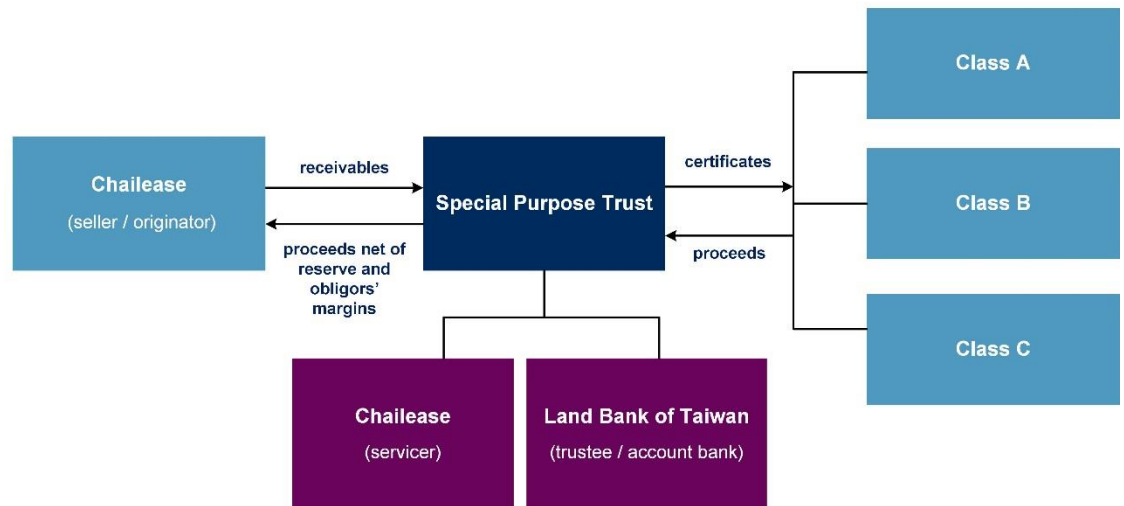 Class A
Chailease
(seller / originator)
receivables
proceeds net of
reserve and
obligors’
margins
Special Purpose Trust
certificates
proceeds
Class B
Class C
Chailease
(servicer)
Land Bank of Taiwan
(trustee / account bank)